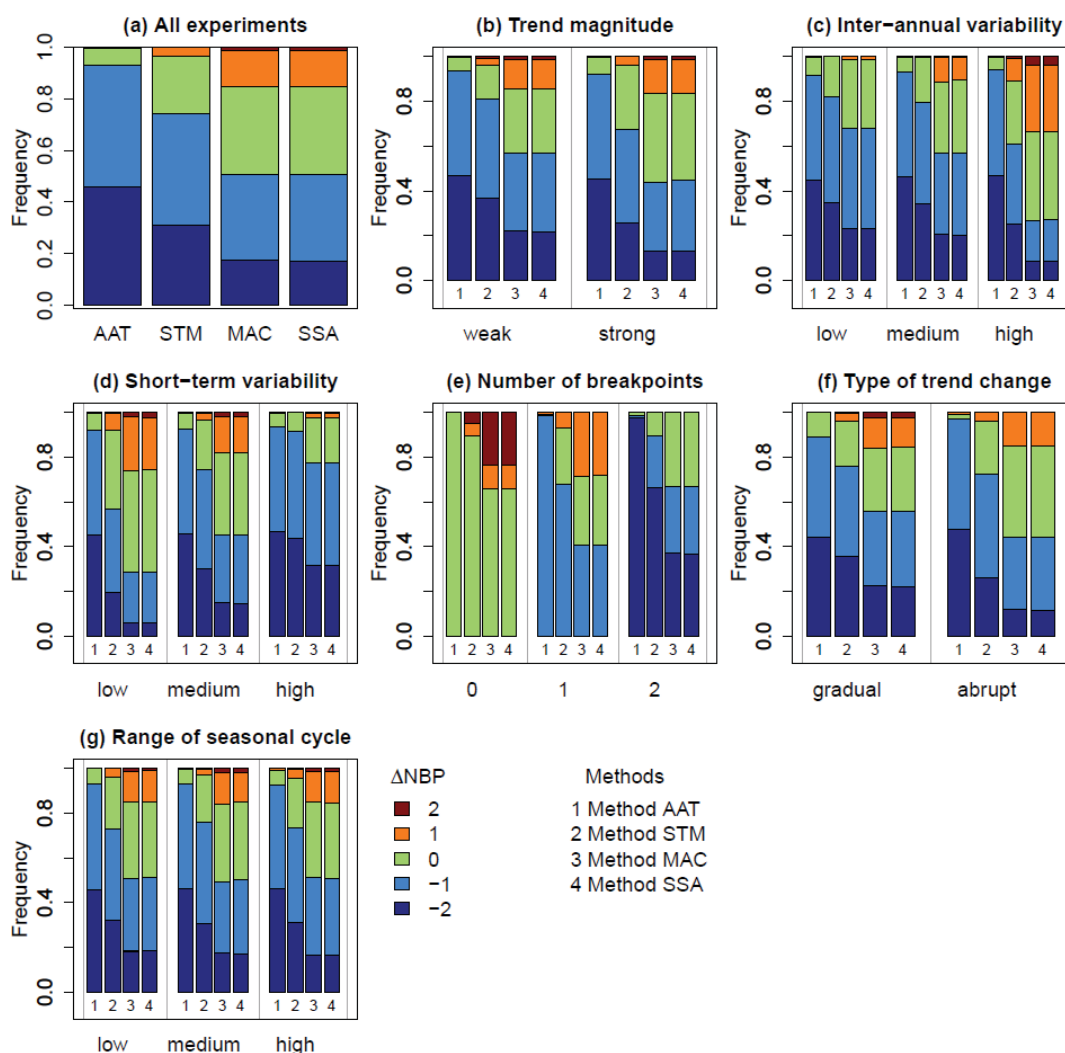 (a) All experiments
(b) Trend magnitude
(c) Inter−annual variability
Frequency
0.0 0.2 0.4 0.6 0.8 1.0
AAT STM MAC SSA
Frequency
0.0 0.4 0.8
1 2 3 4 1 2 3 4
weak strong
Frequency
0.0 0.4 0.8
1 2 3 4 1 2 3 4 1 2 3 4
low medium high
(d) Short−term variability
(e) Number of breakpoints
(f) Type of trend change
Frequency
0.0 0.4 0.8
1 2 3 4 1 2 3 4 1 2 3 4
low medium high
Frequency
0.0 0.4 0.8
1 2 3 4 1 2 3 4 1 2 3 4
0 1 2
Frequency
0.0 0.4 0.8
1 2 3 4 1 2 3 4
gradual abrupt
(g) Range of seasonal cycle
Frequency
0.0 0.4 0.8
1 2 3 4 1 2 3 4 1 2 3 4
low medium high
ΔNBP
2
1
0
−1
−2
Methods
1 Method AAT
2 Method STM
3 Method MAC
4 Method SSA